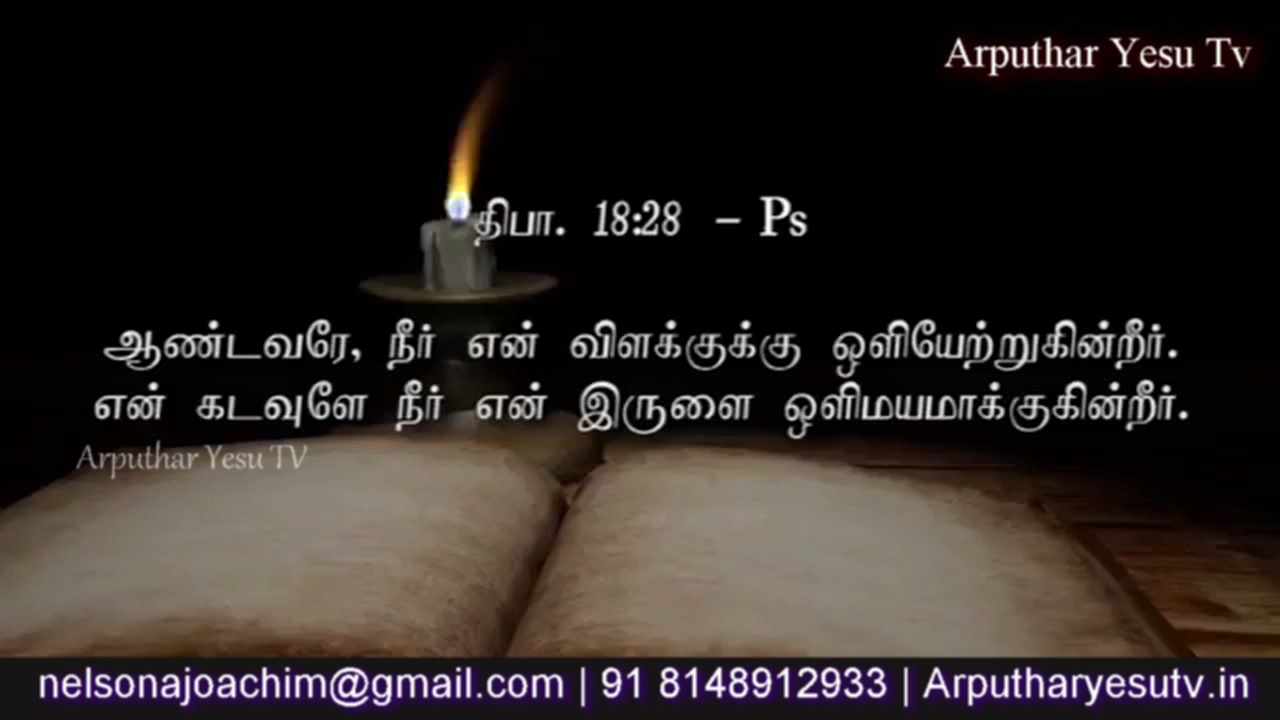 Arputhar Yesu Tv
திபா. 18:28 – Ps
ஆண்டவரே, நீர் என் விளக்குக்கு ஒளியேற்றுகின்றீர்.
என் கடவுளே நீர் என் இருளை ஒளிமயமாக்குகின்றீர்.
Arputhar Yesu TV
nelsonajoachim@gmail.com | 91 8148912933 | Arputharyesutv.in